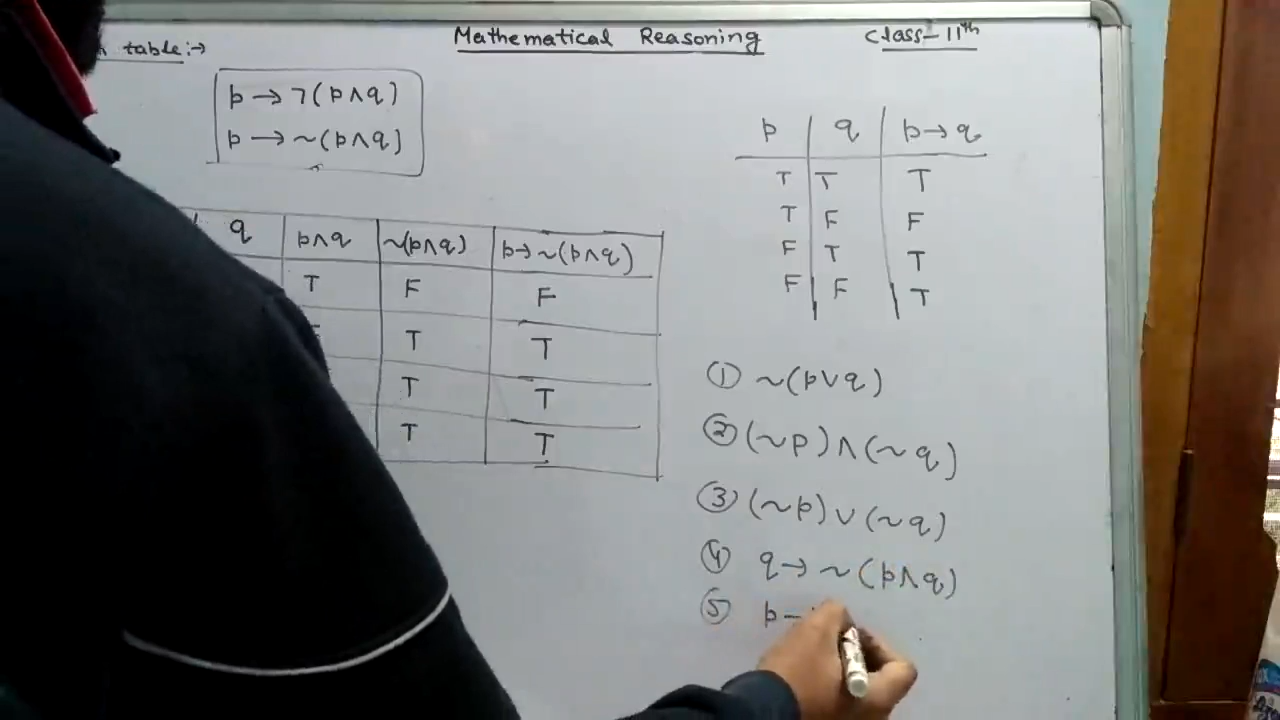 table:→
Mathematical Reasoning
Class-11th
p → ¬(p∧q)
p → ~(p∧q)
q | p∧q | ~(p∧q) | p→~(p∧q)
T | F | F
T | T
T | T
T | T
p | q | p→q
T | T | T
T | F | F
F | T | T
F | F | T
① ~(p∨q)
② (~p)∧(~q)
③ (~p)∨(~q)
④ q→~(p∧q)
⑤ p